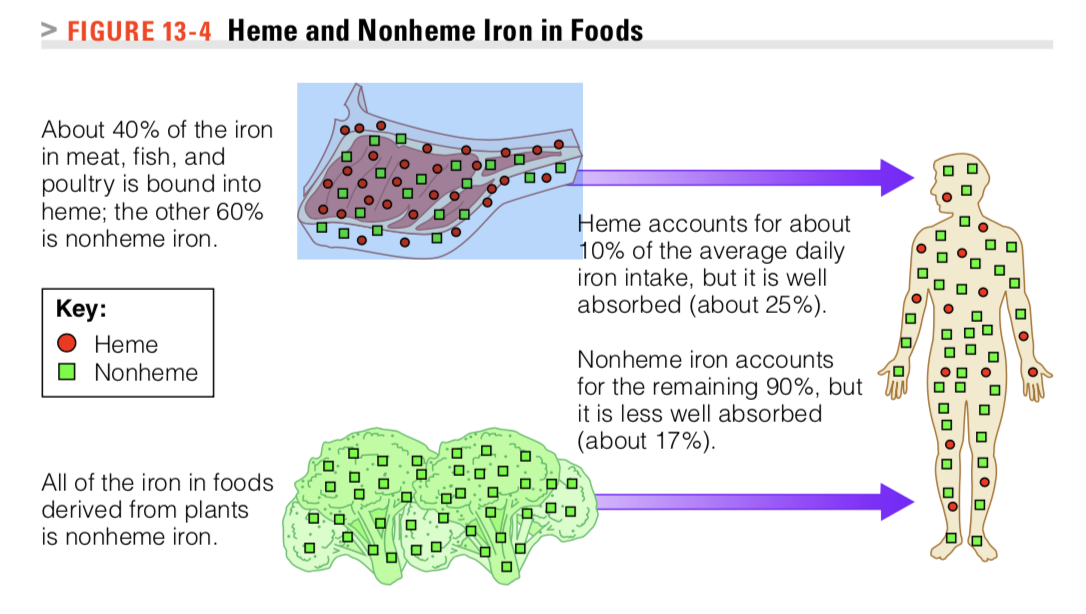 > FIGURE 13-4 Heme and Nonheme Iron in Foods
About 40% of the iron
in meat, fish, and
poultry is bound into
heme; the other 60%
is nonheme iron.
Key:
Heme
Nonheme
All of the iron in foods
derived from plants
is nonheme iron.
Heme accounts for about
10% of the average daily
iron intake, but it is well
absorbed (about 25%).
Nonheme iron accounts
for the remaining 90%, but
it is less well absorbed
(about 17%).